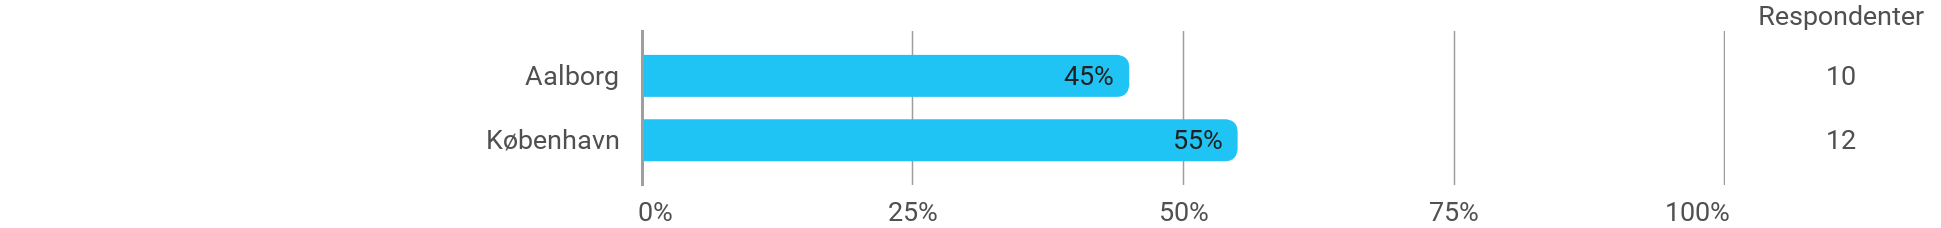 Respondenter
Aalborg 45% 10
København 55% 12
0% 25% 50% 75% 100%